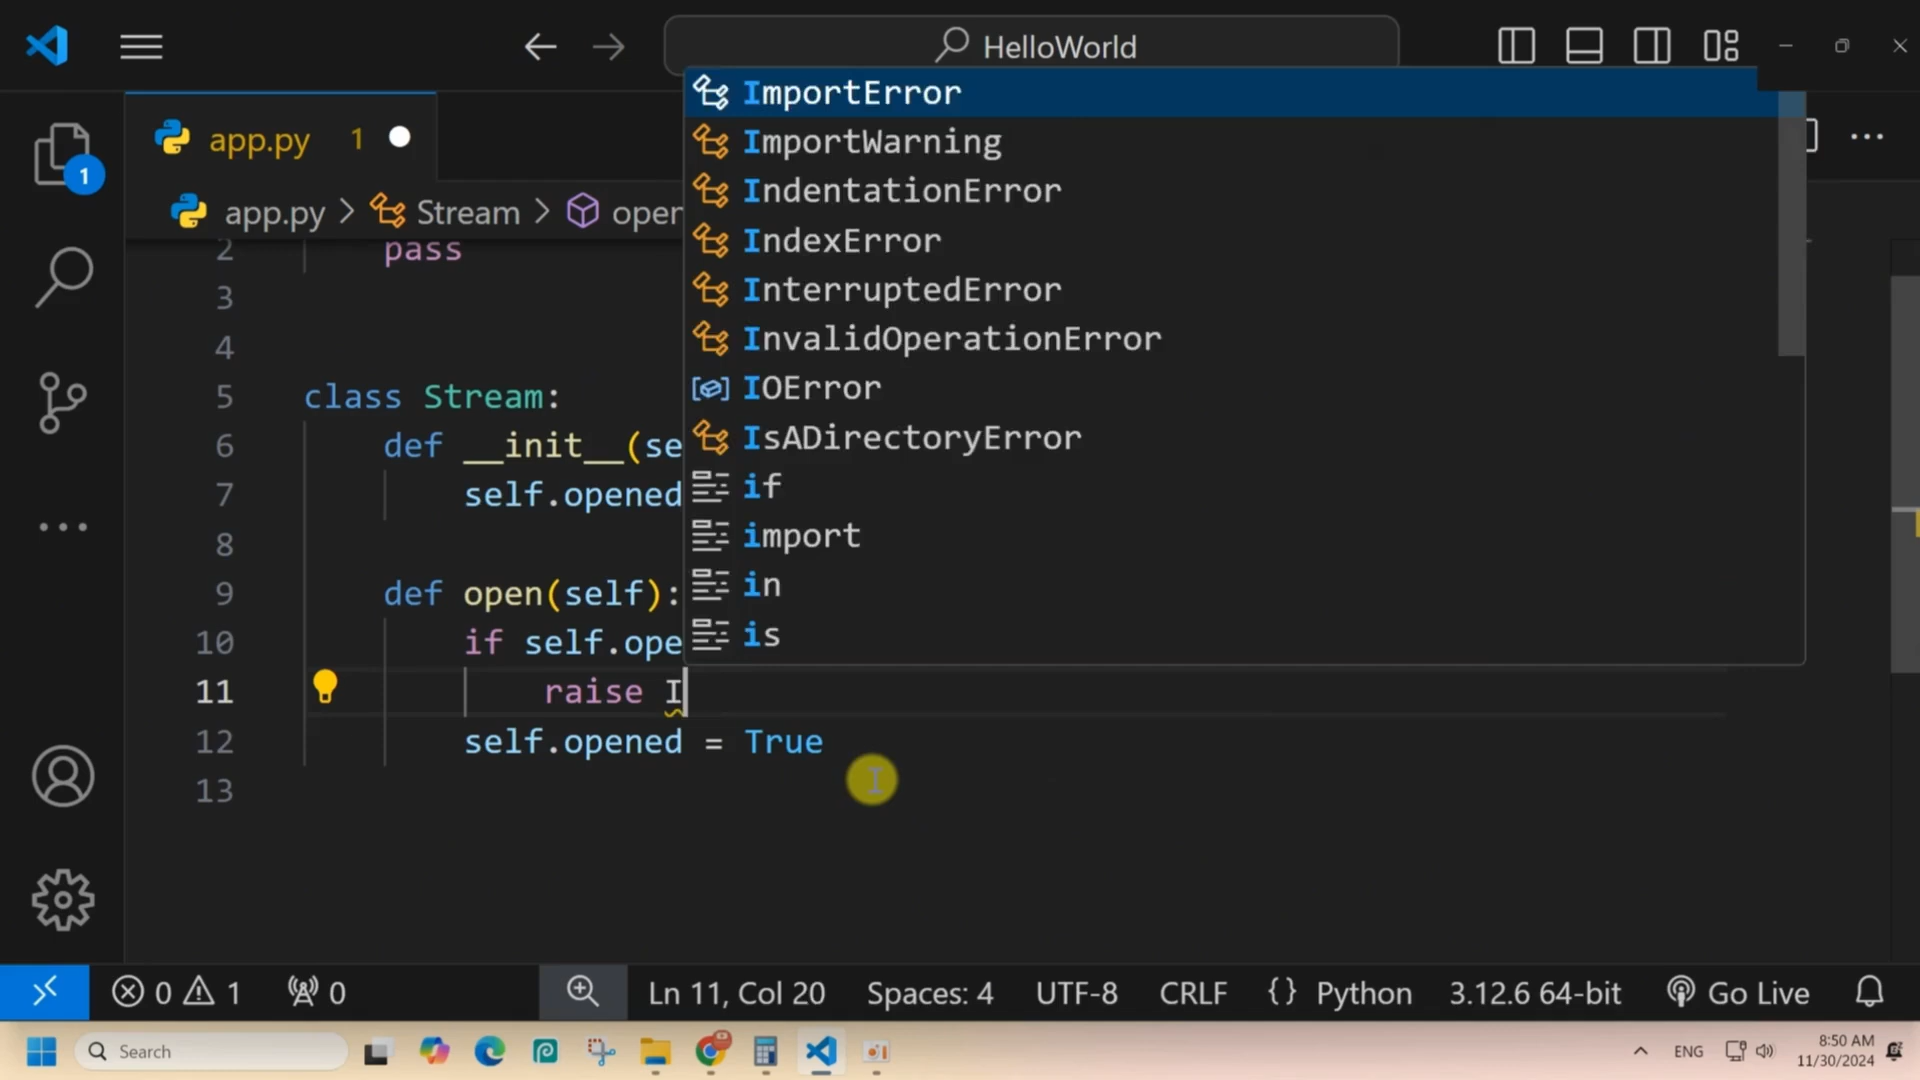 HelloWorld
app.py 1
1
app.py > Stream > open
ImportError
ImportWarning
IndentationError
IndexError
InterruptedError
InvalidOperationError
IOError
IsADirectoryError
if
import
in
is
2 pass
3
4
5 class Stream:
6 def __init__(se
7 self.opened
8
9 def open(self):
10 if self.ope
11 raise I
12 self.opened = True
13
0 1 0 Ln 11, Col 20 Spaces: 4 UTF-8 CRLF {} Python 3.12.6 64-bit Go Live
Search ENG 8:50 AM
11/30/2024